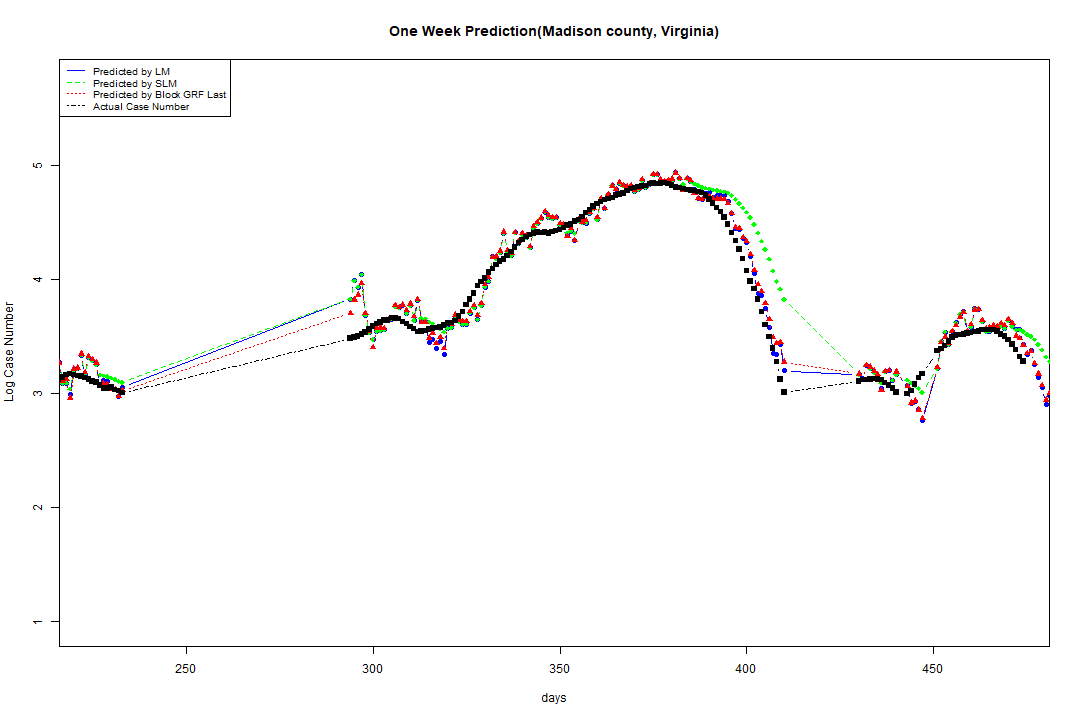 One Week Prediction(Madison county, Virginia)
Predicted by LM
Predicted by SLM
Predicted by Block GRF Last
Actual Case Number
5
4
3
2
1
Log Case Number
250
300
350
400
450
days